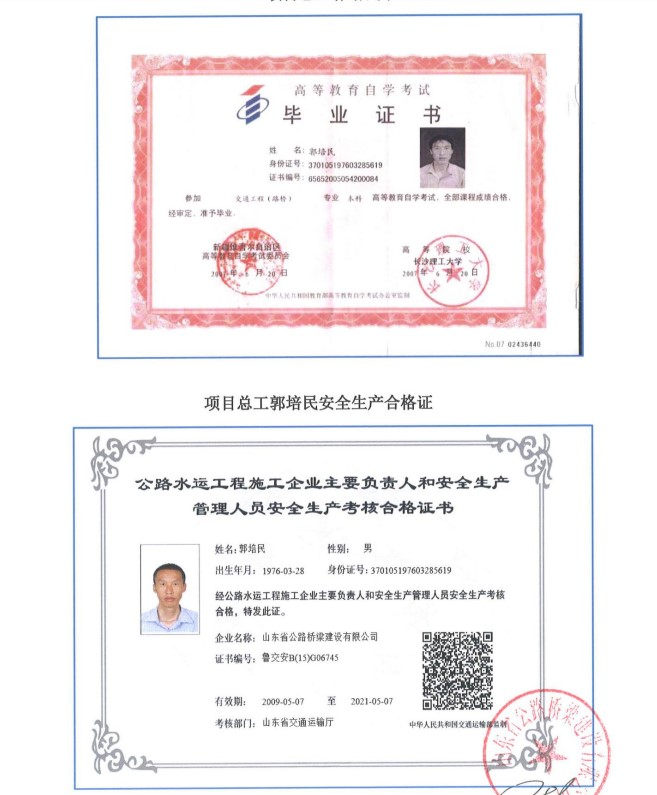 高等教育自学考试
毕业证书
姓 名：郭培民
身份证号：370105197603285619
证书编号：65652005054200084
参加 交通工程（路桥） 专业 本科 高等教育自学考试，全部课程成绩合格，
经审定，准予毕业。
新疆维吾尔自治区 高等院校
高等教育自学考试委员会 长沙理工大学
2007年6月20日 2007年6月20日
中华人民共和国教育部高等教育自学考试办公室监制
No.07 02436440
项目总工郭培民安全生产合格证
公路水运工程施工企业主要负责人和安全生产
管理人员安全生产考核合格证书
姓名：郭培民 性别： 男
出生年月：1976-03-28 身份证号：370105197603285619
经公路水运工程施工企业主要负责人和安全生产管理人员安全生产考核
合格，特发此证。
企业名称：山东省公路桥梁建设有限公司
证书编号：鲁交安B(15)G06745
有效期： 2009-05-07 至 2021-05-07
考核部门：山东省交通运输厅 中华人民共和国交通运输部监制